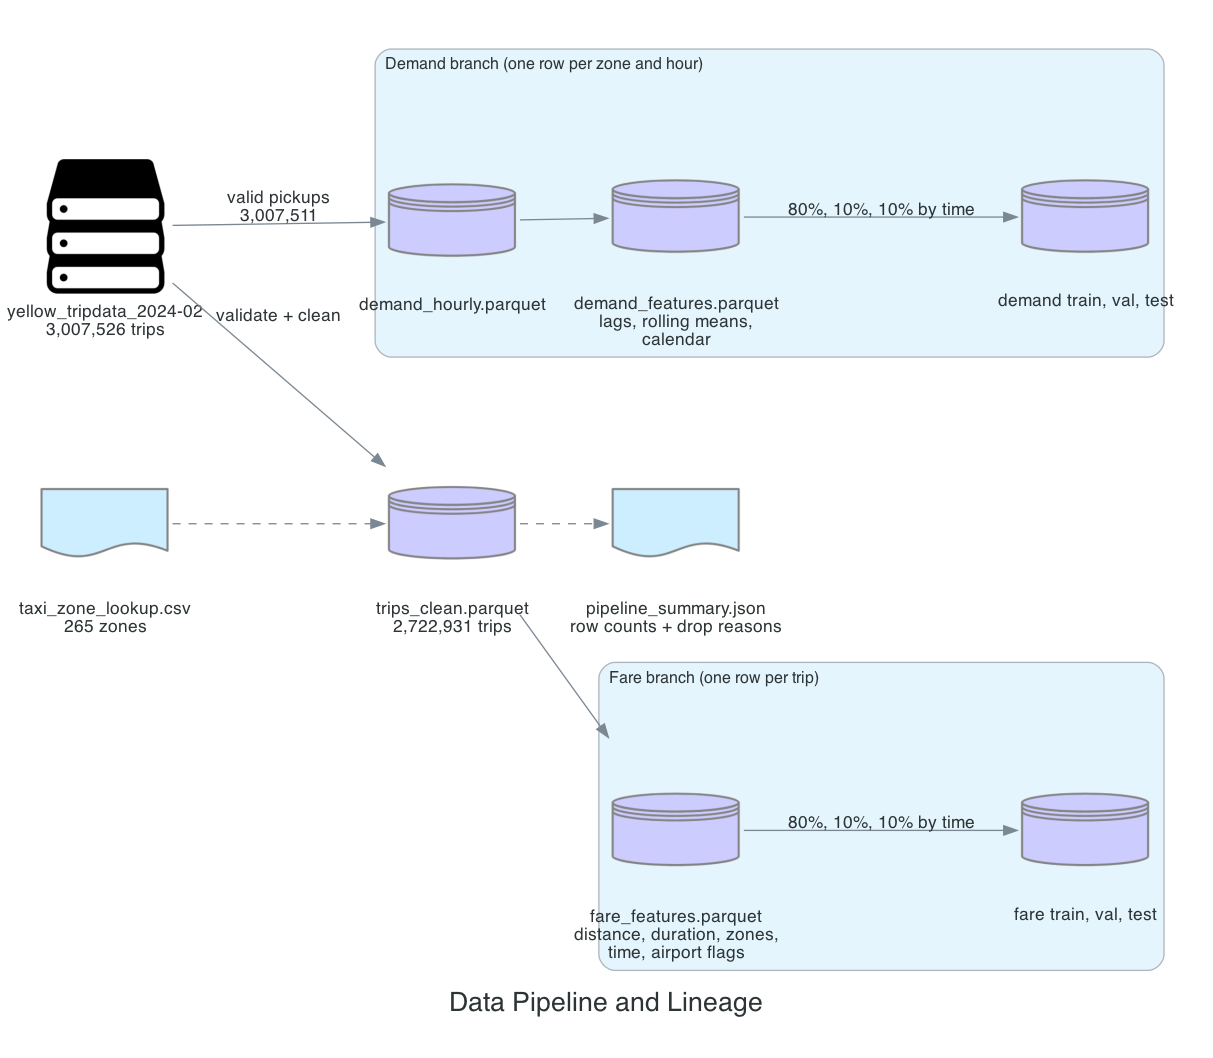 Demand branch (one row per zone and hour)
valid pickups
3,007,511
80%, 10%, 10% by time
yellow_tripdata_2024-02
3,007,526 trips
validate + clean
demand_hourly.parquet
demand_features.parquet
lags, rolling means,
calendar
demand train, val, test
taxi_zone_lookup.csv
265 zones
trips_clean.parquet
2,722,931 trips
pipeline_summary.json
row counts + drop reasons
Fare branch (one row per trip)
80%, 10%, 10% by time
fare_features.parquet
distance, duration, zones,
time, airport flags
fare train, val, test
Data Pipeline and Lineage